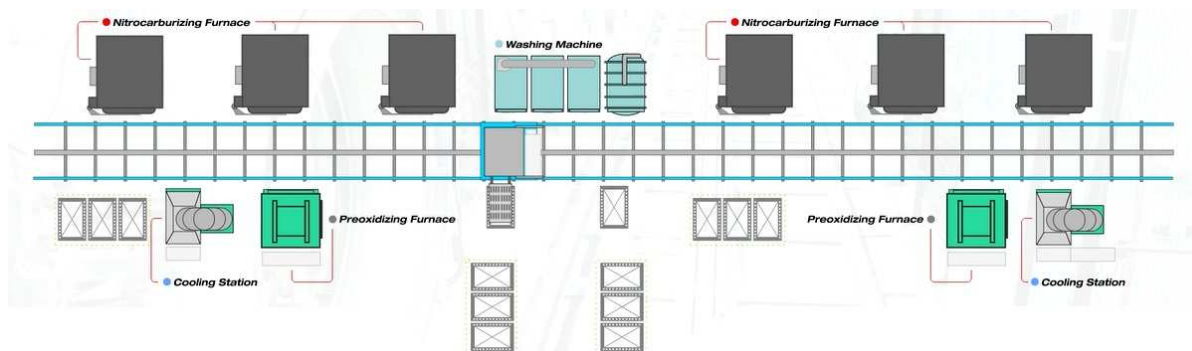 Nitrocarburizing Furnace
Nitrocarburizing Furnace
Washing Machine
Preoxidizing Furnace
Preoxidizing Furnace
Cooling Station
Cooling Station